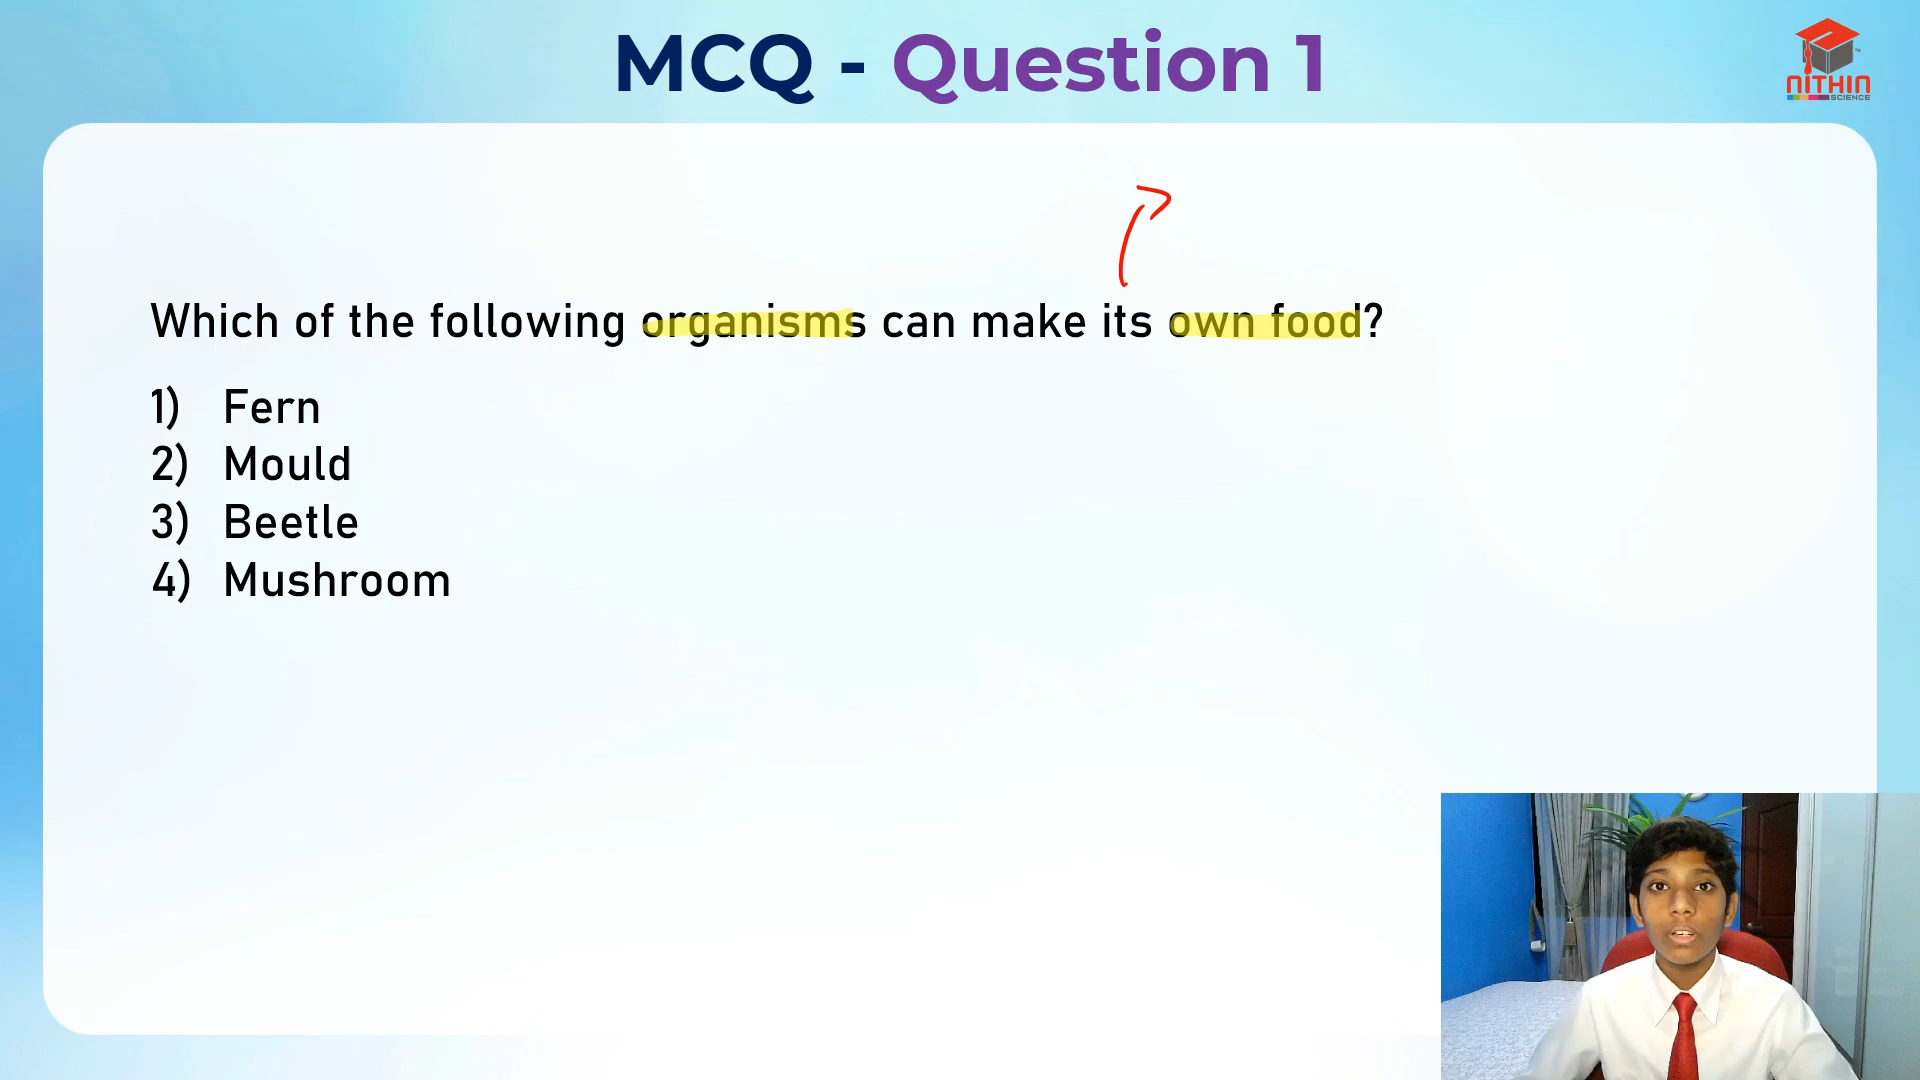 MCQ - Question 1
NITHIN
SCIENCE
Which of the following organisms can make its own food?
1) Fern
2) Mould
3) Beetle
4) Mushroom